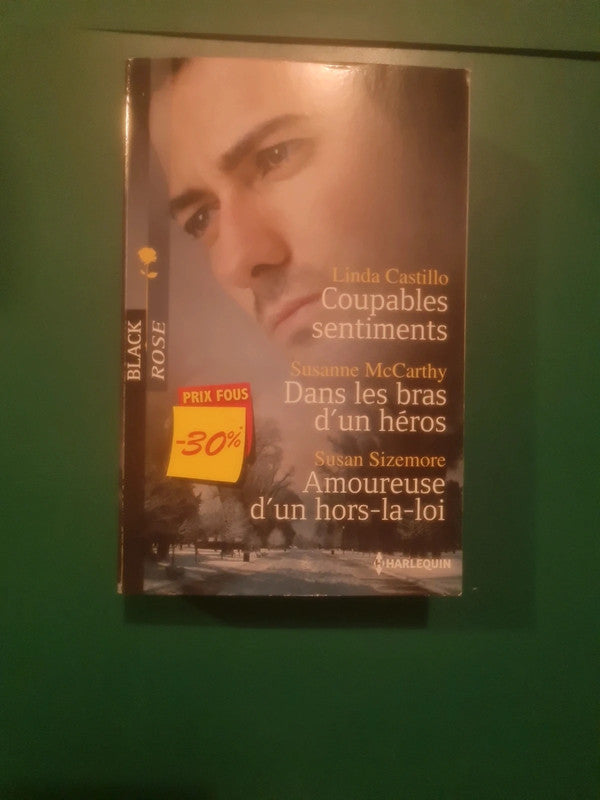 Linda Castillo
Coupables
sentiments
Susanne McCarthy
Dans les bras
d'un héros
Susan Sizemore
Amoureuse
d'un hors-la-loi
HARLEQUIN
BLACK
ROSE
PRIX FOUS
-30%